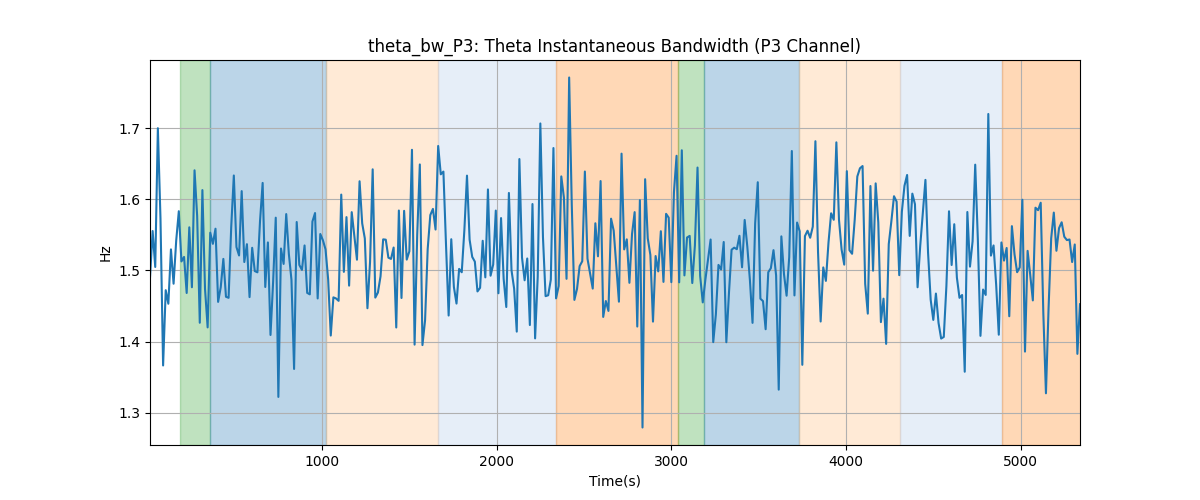 theta_bw_P3: Theta Instantaneous Bandwidth (P3 Channel)
Hz
1.7
1.6
1.5
1.4
1.3
1000 2000 3000 4000 5000
Time(s)